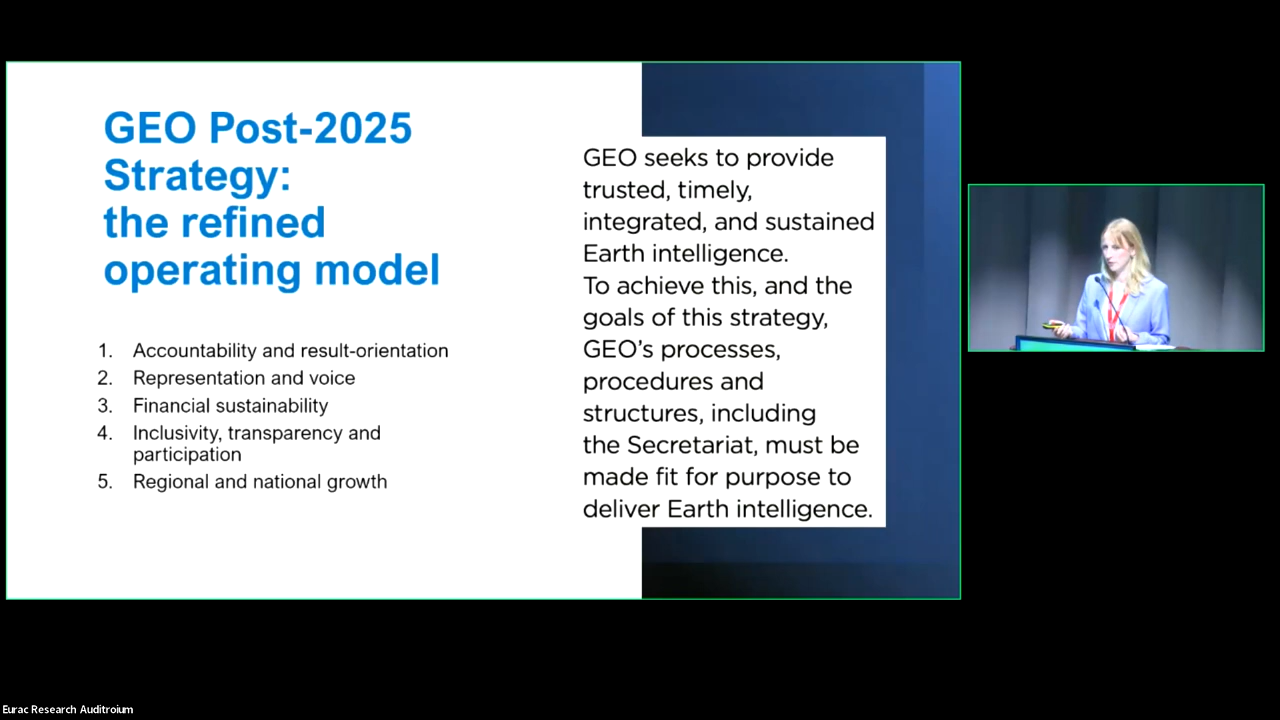 GEO Post-2025
Strategy:
the refined
operating model
1. Accountability and result-orientation
2. Representation and voice
3. Financial sustainability
4. Inclusivity, transparency and
participation
5. Regional and national growth
GEO seeks to provide
trusted, timely,
integrated, and sustained
Earth intelligence.
To achieve this, and the
goals of this strategy,
GEO’s processes,
procedures and
structures, including
the Secretariat, must be
made fit for purpose to
deliver Earth intelligence.
Eurac Research Auditroium